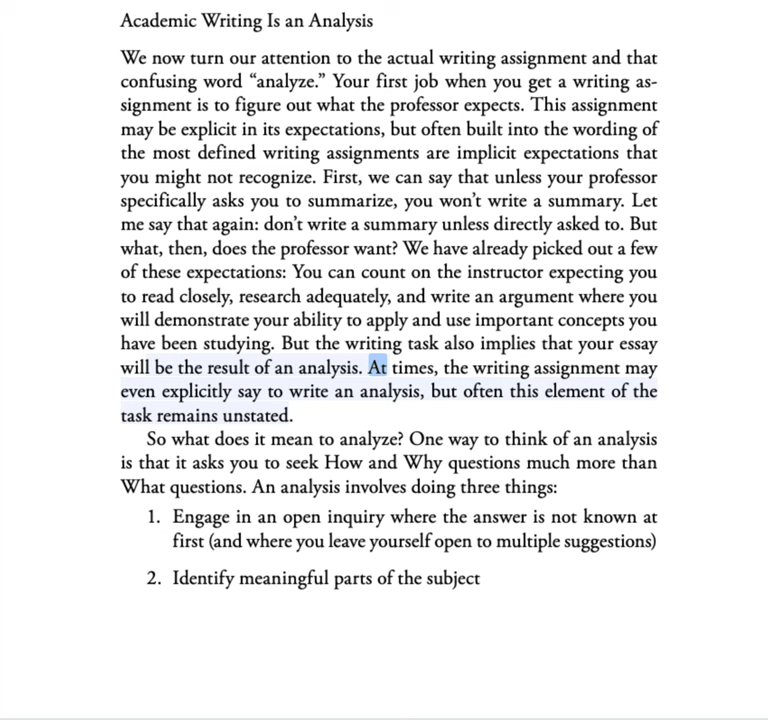 Academic Writing Is an Analysis
We now turn our attention to the actual writing assignment and that
confusing word “analyze.” Your first job when you get a writing as-
signment is to figure out what the professor expects. This assignment
may be explicit in its expectations, but often built into the wording of
the most defined writing assignments are implicit expectations that
you might not recognize. First, we can say that unless your professor
specifically asks you to summarize, you won’t write a summary. Let
me say that again: don’t write a summary unless directly asked to. But
what, then, does the professor want? We have already picked out a few
of these expectations: You can count on the instructor expecting you
to read closely, research adequately, and write an argument where you
will demonstrate your ability to apply and use important concepts you
have been studying. But the writing task also implies that your essay
will be the result of an analysis. At times, the writing assignment may
even explicitly say to write an analysis, but often this element of the
task remains unstated.
So what does it mean to analyze? One way to think of an analysis
is that it asks you to seek How and Why questions much more than
What questions. An analysis involves doing three things:
1. Engage in an open inquiry where the answer is not known at
first (and where you leave yourself open to multiple suggestions)
2. Identify meaningful parts of the subject